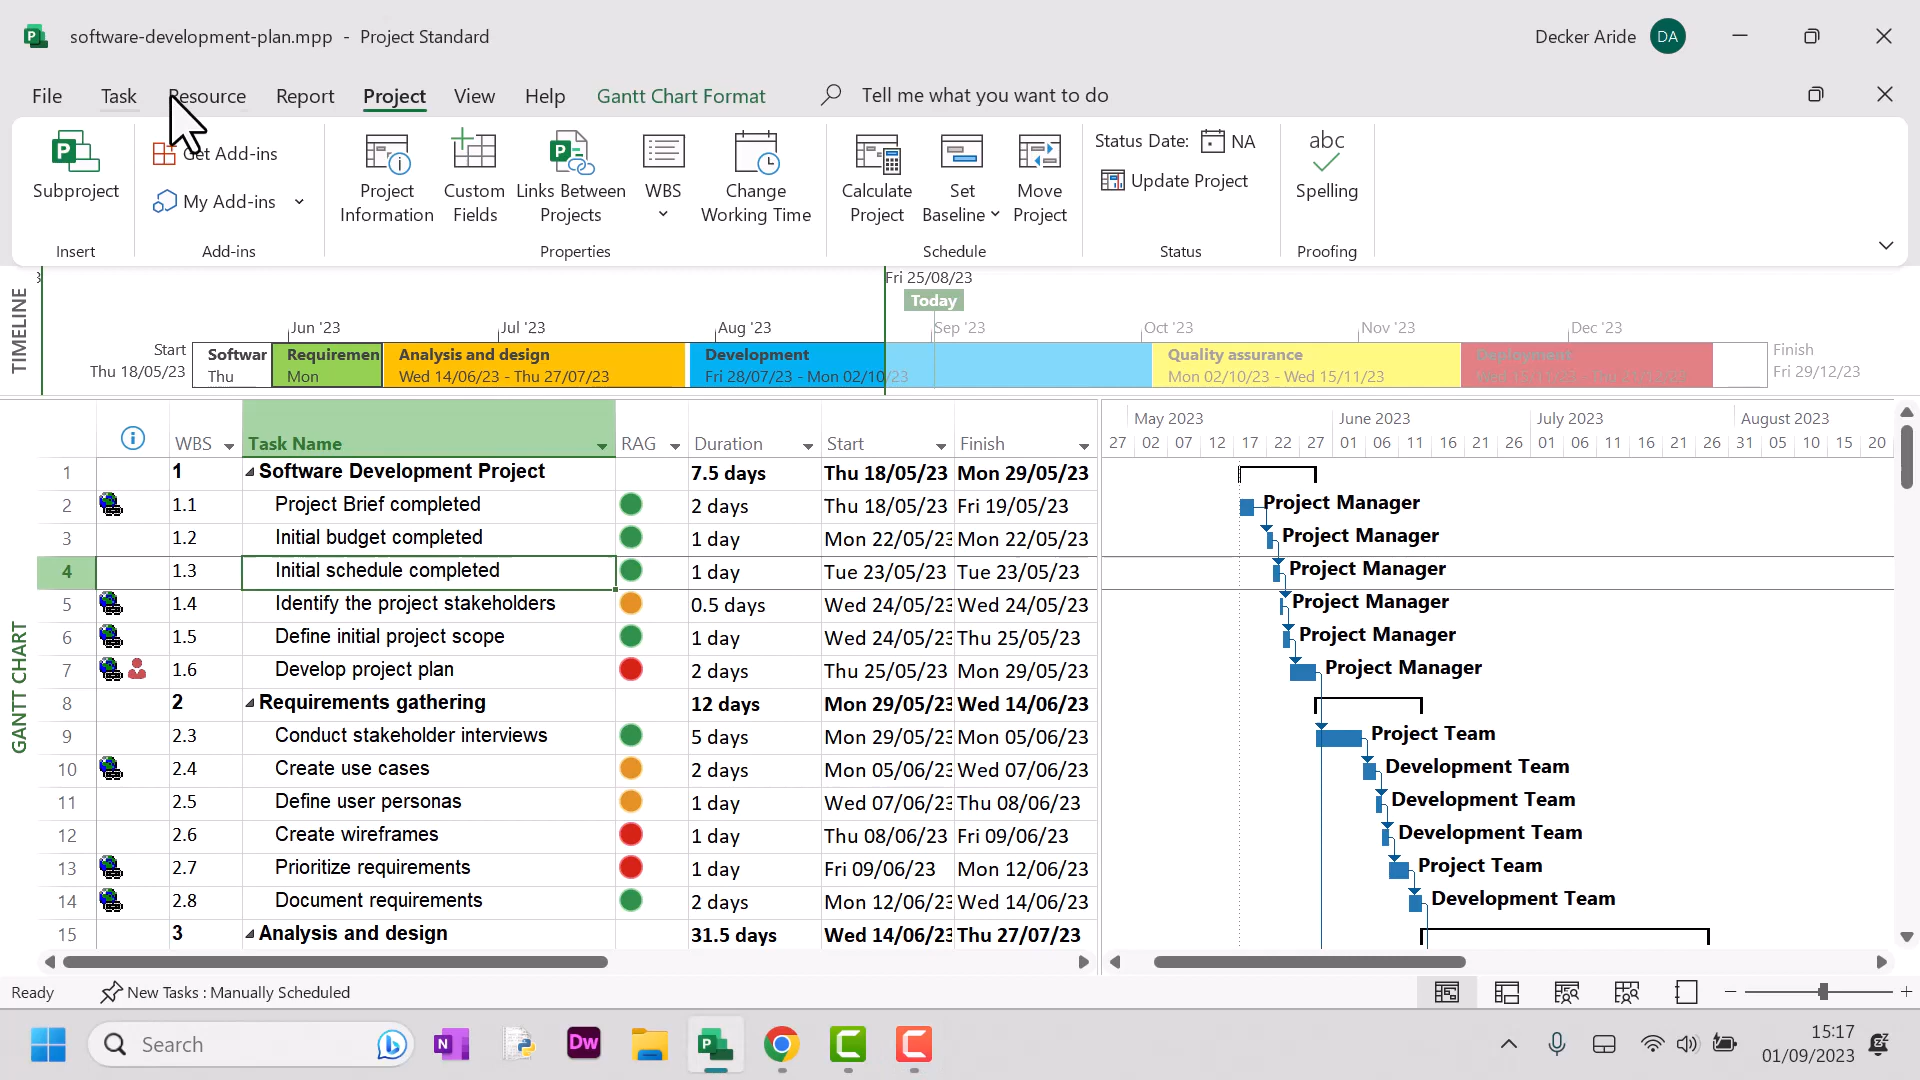 software-development-plan.mpp - Project Standard
Decker Aride DA
File Task Resource Report Project View Help Gantt Chart Format Tell me what you want to do
Subproject
Get Add-ins
My Add-ins
Project Information
Custom Fields
Links Between Projects
WBS
Change Working Time
Calculate Project
Set Baseline
Move Project
Status Date: NA
Update Project
abc
Spelling
Insert Add-ins Properties Schedule Status Proofing
TIMELINE
Fri 25/08/23
Today
Jun '23 Jul '23 Aug '23 Sep '23 Oct '23 Nov '23 Dec '23
Start
Thu 18/05/23
Softwar
Thu
Requiremen
Mon
Analysis and design
Wed 14/06/23 - Thu 27/07/23
Development
Fri 28/07/23 - Mon 02/10/23
Quality assurance
Mon 02/10/23 - Wed 15/11/23
Deployment
Finish
Fri 29/12/23
GANTT CHART
WBS Task Name RAG Duration Start Finish
May 2023 June 2023 July 2023 August 2023
27 02 07 12 17 22 27 01 06 11 16 21 26 01 06 11 16 21 26 31 05 10 15 20
1 1 Software Development Project 7.5 days Thu 18/05/23 Mon 29/05/23
2 1.1 Project Brief completed 2 days Thu 18/05/23 Fri 19/05/23 Project Manager
3 1.2 Initial budget completed 1 day Mon 22/05/23 Mon 22/05/23 Project Manager
4 1.3 Initial schedule completed 1 day Tue 23/05/23 Tue 23/05/23 Project Manager
5 1.4 Identify the project stakeholders 0.5 days Wed 24/05/23 Wed 24/05/23 Project Manager
6 1.5 Define initial project scope 1 day Wed 24/05/23 Thu 25/05/23 Project Manager
7 1.6 Develop project plan 2 days Thu 25/05/23 Mon 29/05/23 Project Manager
8 2 Requirements gathering 12 days Mon 29/05/23 Wed 14/06/23
9 2.3 Conduct stakeholder interviews 5 days Mon 29/05/23 Mon 05/06/23 Project Team
10 2.4 Create use cases 2 days Mon 05/06/23 Wed 07/06/23 Development Team
11 2.5 Define user personas 1 day Wed 07/06/23 Thu 08/06/23 Development Team
12 2.6 Create wireframes 1 day Thu 08/06/23 Fri 09/06/23 Development Team
13 2.7 Prioritize requirements 1 day Fri 09/06/23 Mon 12/06/23 Project Team
14 2.8 Document requirements 2 days Mon 12/06/23 Wed 14/06/23 Development Team
15 3 Analysis and design 31.5 days Wed 14/06/23 Thu 27/07/23
Ready New Tasks : Manually Scheduled
Search
15:17
01/09/2023